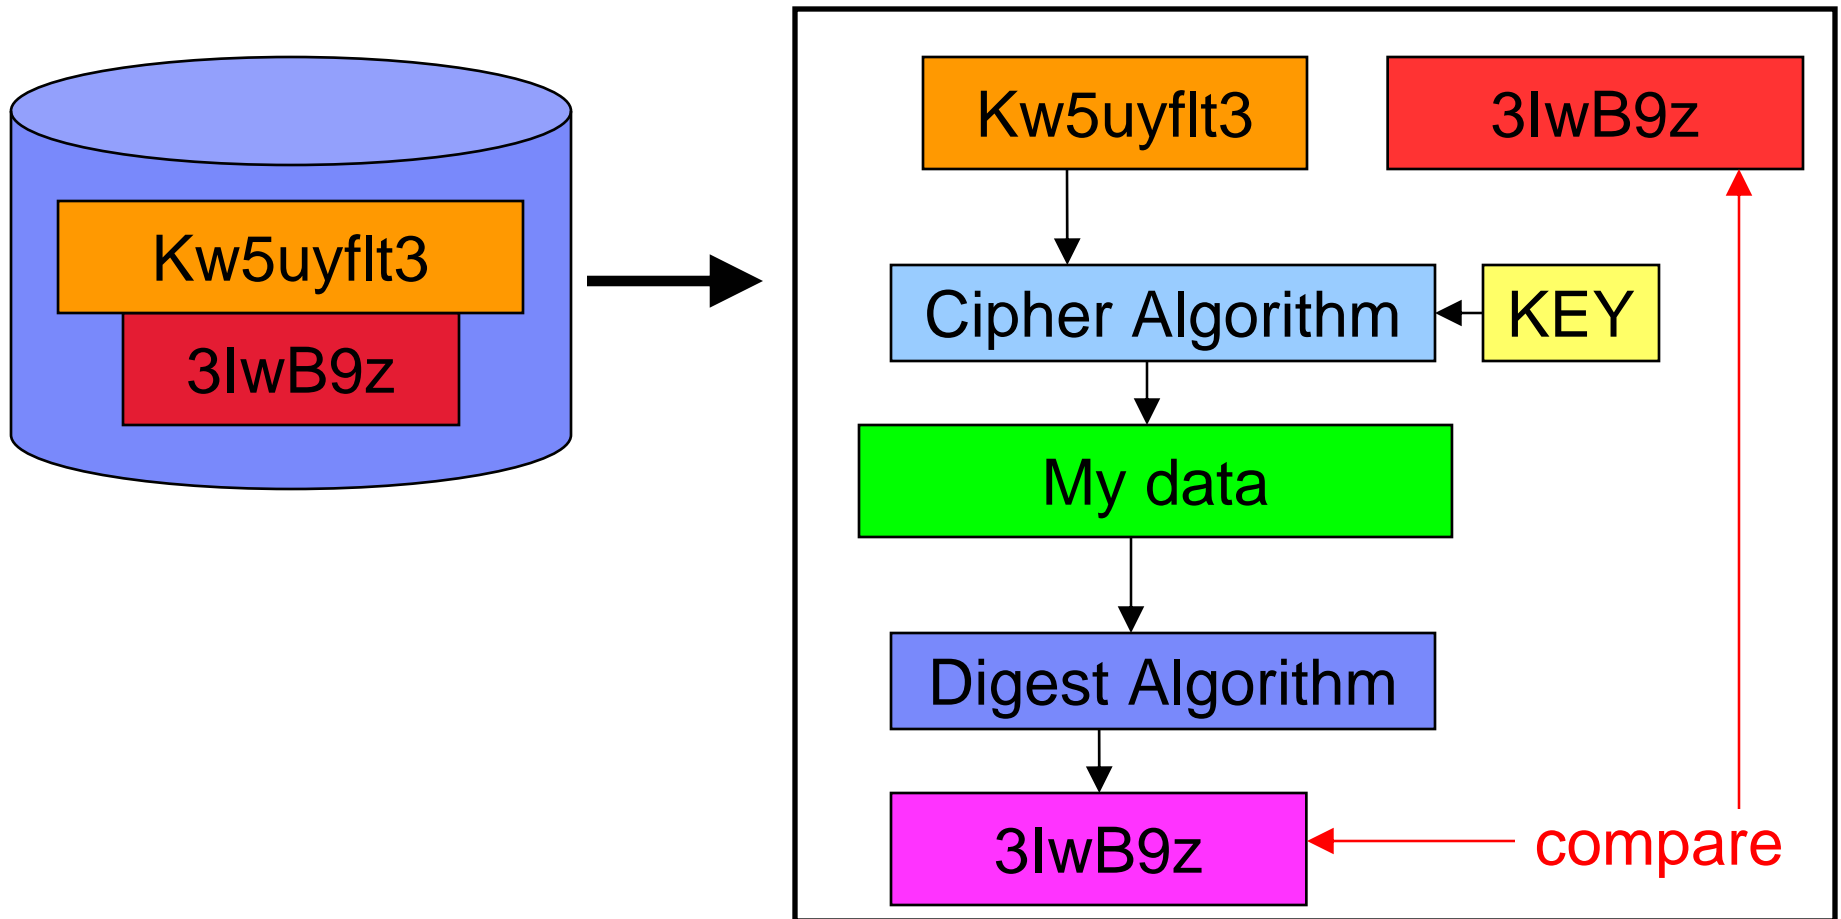 Kw5uyflt3
3IwB9z
Kw5uyflt3
3IwB9z
Cipher Algorithm
KEY
My data
Digest Algorithm
3IwB9z
compare